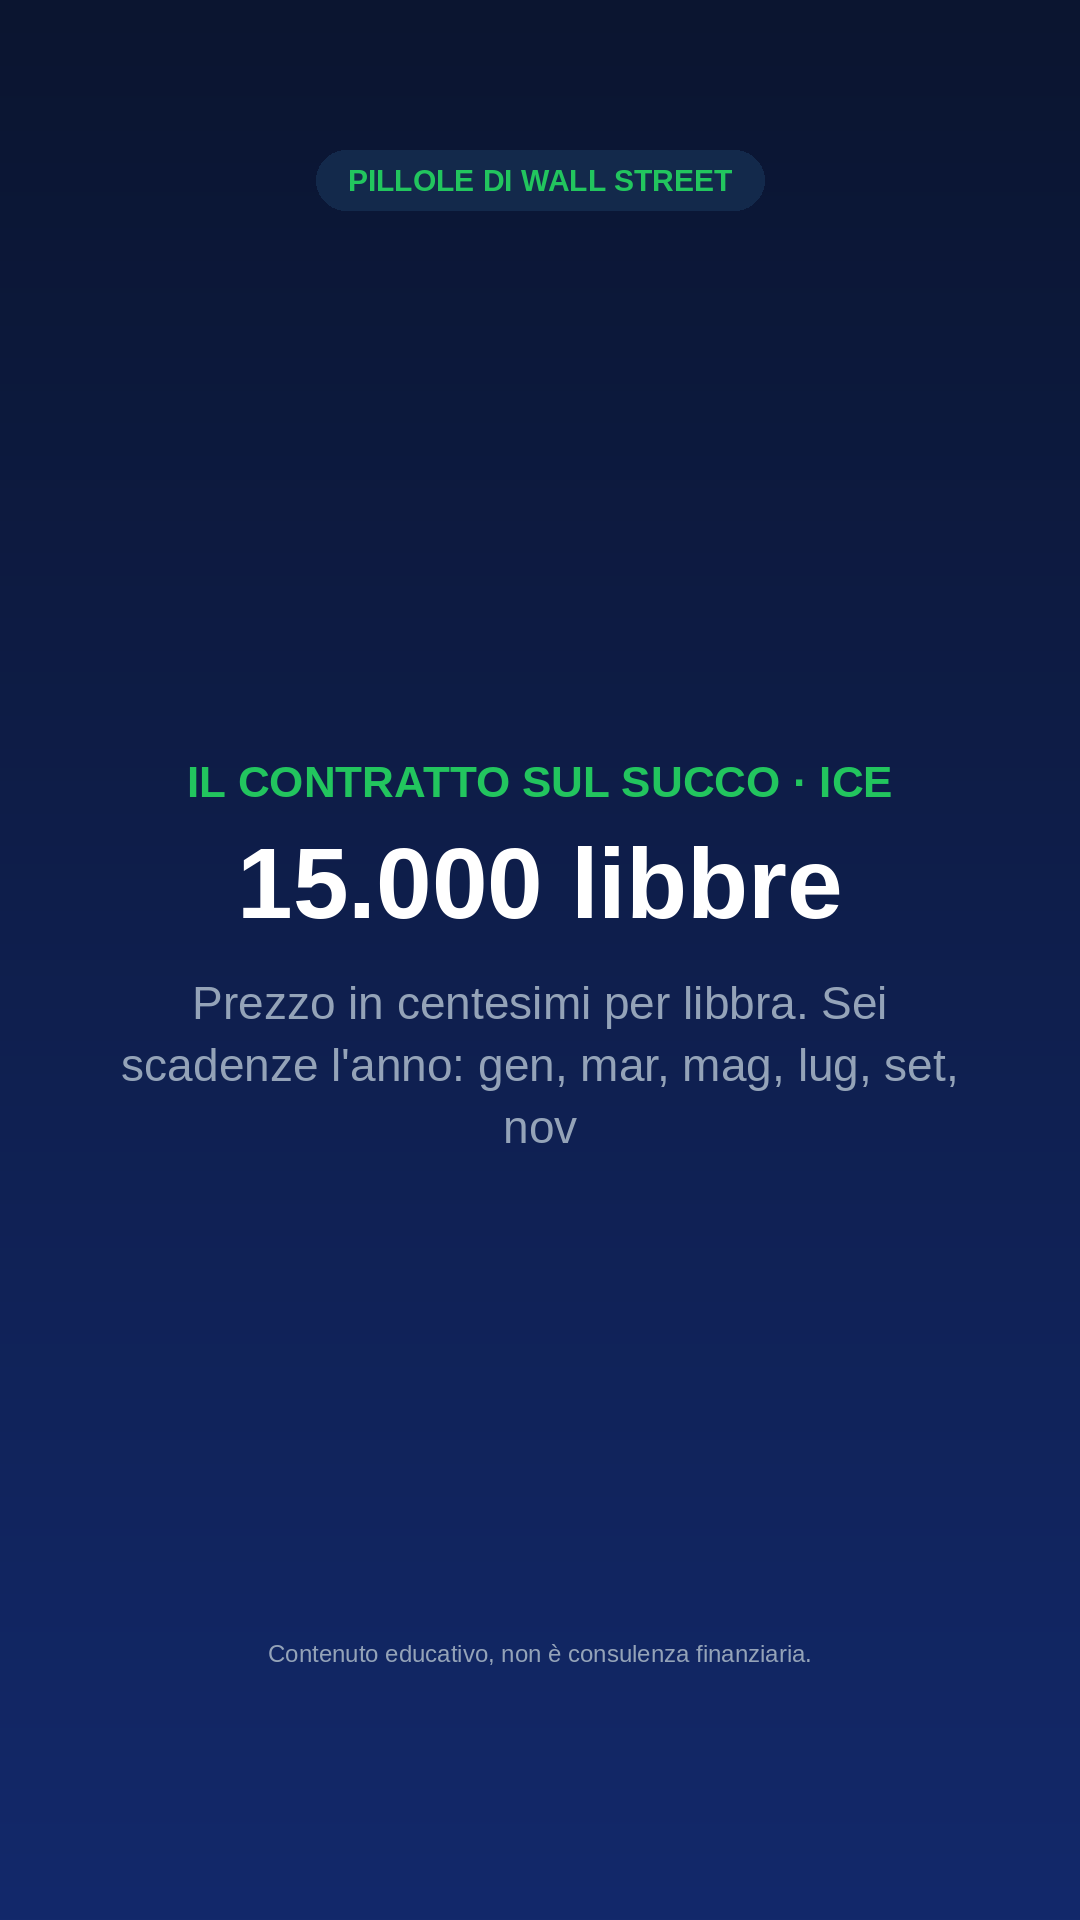 PILLOLE DI WALL STREET
IL CONTRATTO SUL SUCCO · ICE
15.000 libbre
Prezzo in centesimi per libbra. Sei
scadenze l'anno: gen, mar, mag, lug, set,
nov
Contenuto educativo, non è consulenza finanziaria.